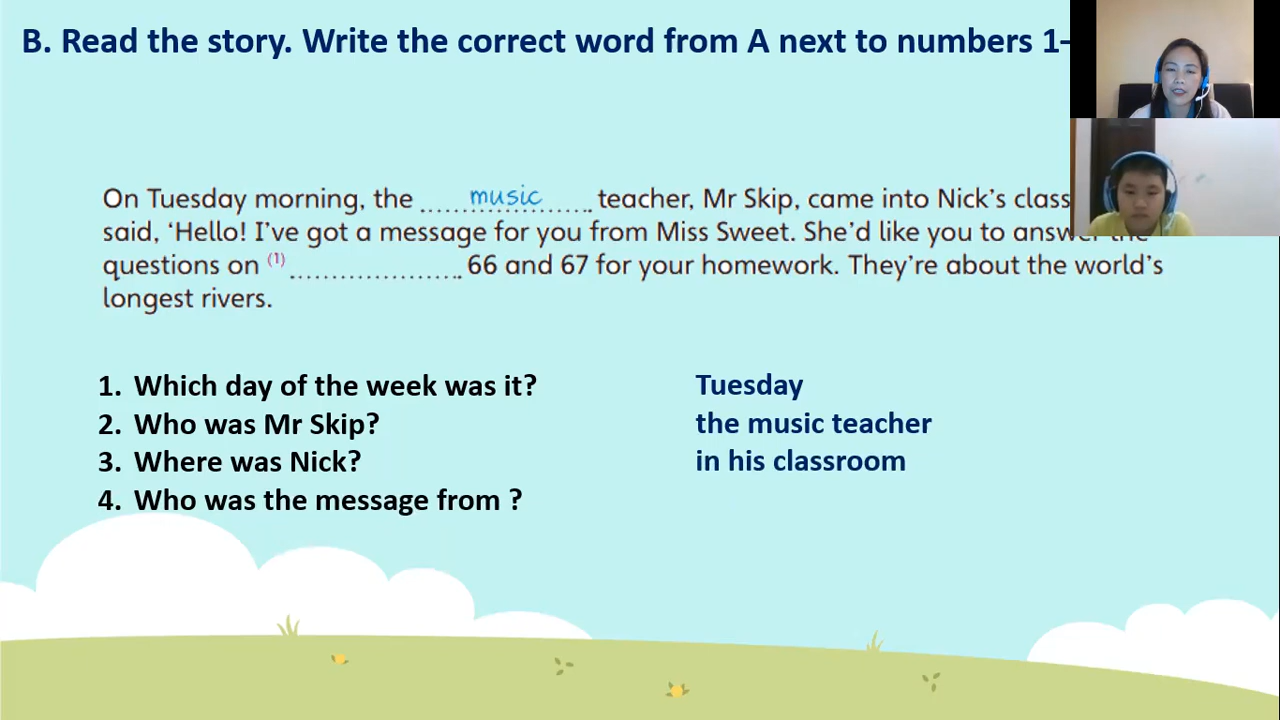 B. Read the story. Write the correct word from A next to numbers 1-
On Tuesday morning, the music teacher, Mr Skip, came into Nick's class
said, 'Hello! I've got a message for you from Miss Sweet. She'd like you to answer the
questions on (1) .................... 66 and 67 for your homework. They're about the world's
longest rivers.
1. Which day of the week was it? Tuesday
2. Who was Mr Skip? the music teacher
3. Where was Nick? in his classroom
4. Who was the message from ?